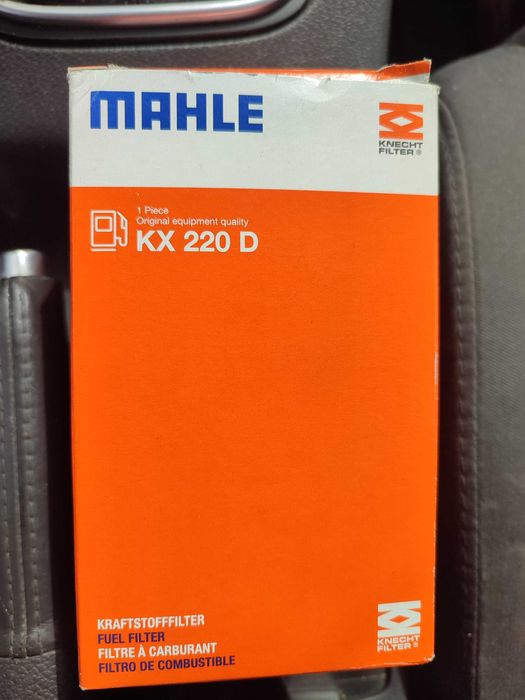 MAHLE
KNECHT
FILTER®
1 Piece
Original equipment quality
KX 220 D
KRAFTSTOFFFILTER
FUEL FILTER
FILTRE À CARBURANT
FILTRO DE COMBUSTIBLE
KNECHT
FILTER®